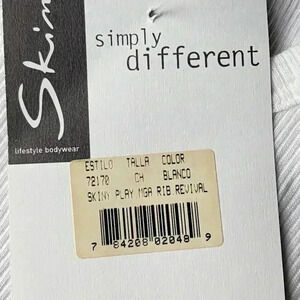 Skiny
lifestyle bodywear
simply
different
ESTILO TALLA COLOR
72170 CH BLANCO
SKINY PLAY MGA RIB REVIVAL
7 84208 02048 9